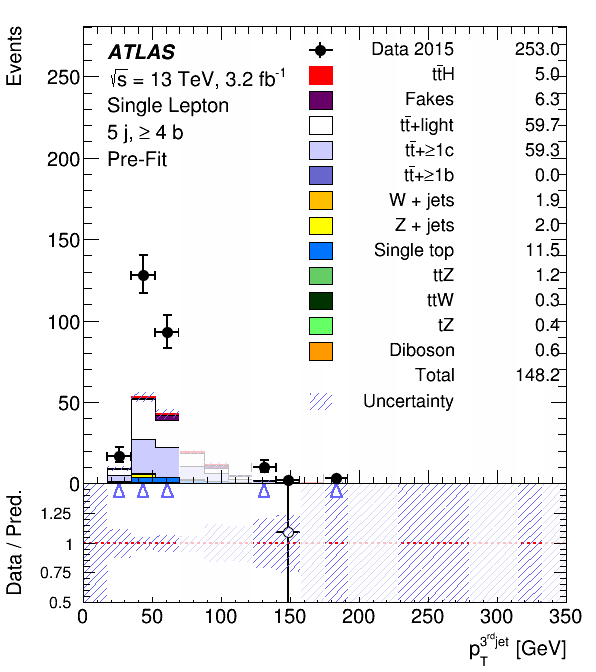 Events
ATLAS
√s = 13 TeV, 3.2 fb⁻¹
Single Lepton
5 j, ≥ 4 b
Pre-Fit
Data 2015 253.0
tt̄H 5.0
Fakes 6.3
tt̄+light 59.7
tt̄+≥1c 59.3
tt̄+≥1b 0.0
W + jets 1.9
Z + jets 2.0
Single top 11.5
ttZ 1.2
ttW 0.3
tZ 0.4
Diboson 0.6
Total 148.2
Uncertainty
250
200
150
100
50
0
Data / Pred.
1.25
1
0.75
0.5
0 50 100 150 200 250 300 350
p_T^{3^{rd}jet} [GeV]